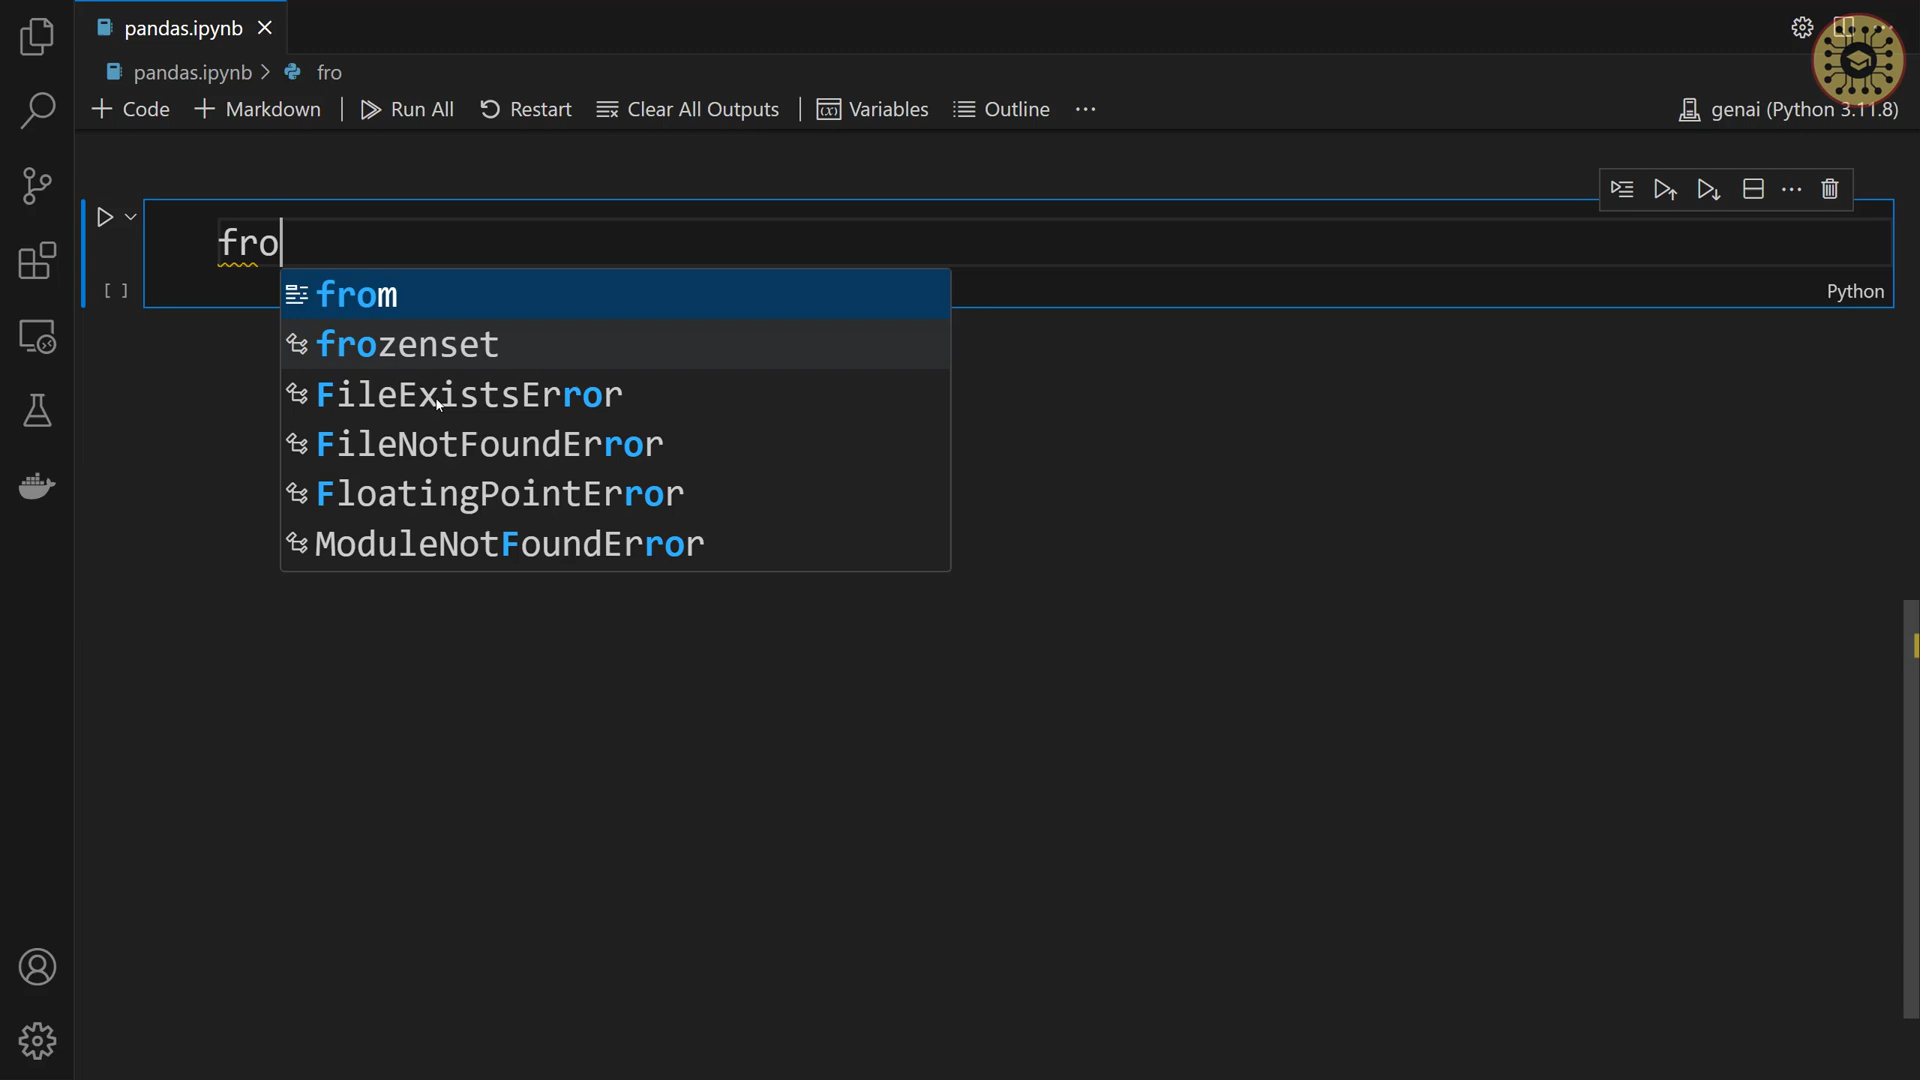 pandas.ipynb
pandas.ipynb > fro
+ Code + Markdown | Run All Restart Clear All Outputs | Variables Outline ... genai (Python 3.11.8)
fro
[ ] Python
from
frozenset
FileExistsError
FileNotFoundError
FloatingPointError
ModuleNotFoundError